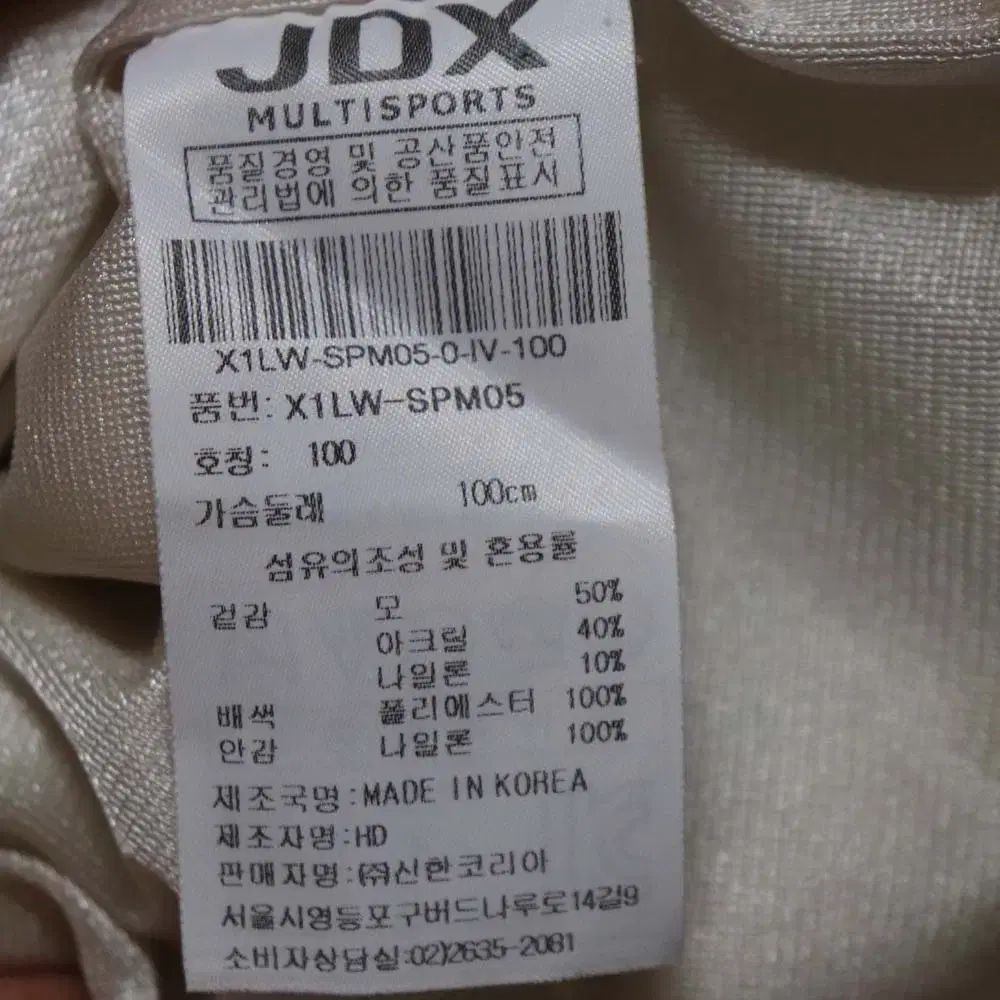 JDX
MULTISPORTS
품질경영 및 공산품안전
관리법에 의한 품질표시
X1LW-SPM05-0-IV-100
품번: X1LW-SPM05
호칭: 100
가슴둘레 100cm
섬유의조성 및 혼용률
겉감 모 50%
아크릴 40%
나일론 10%
배색 폴리에스터 100%
안감 나일론 100%
제조국명:MADE IN KOREA
제조자명:HD
판매자명:㈜신한코리아
서울시영등포구버드나루로14길9
소비자상담실:02)2635-2081